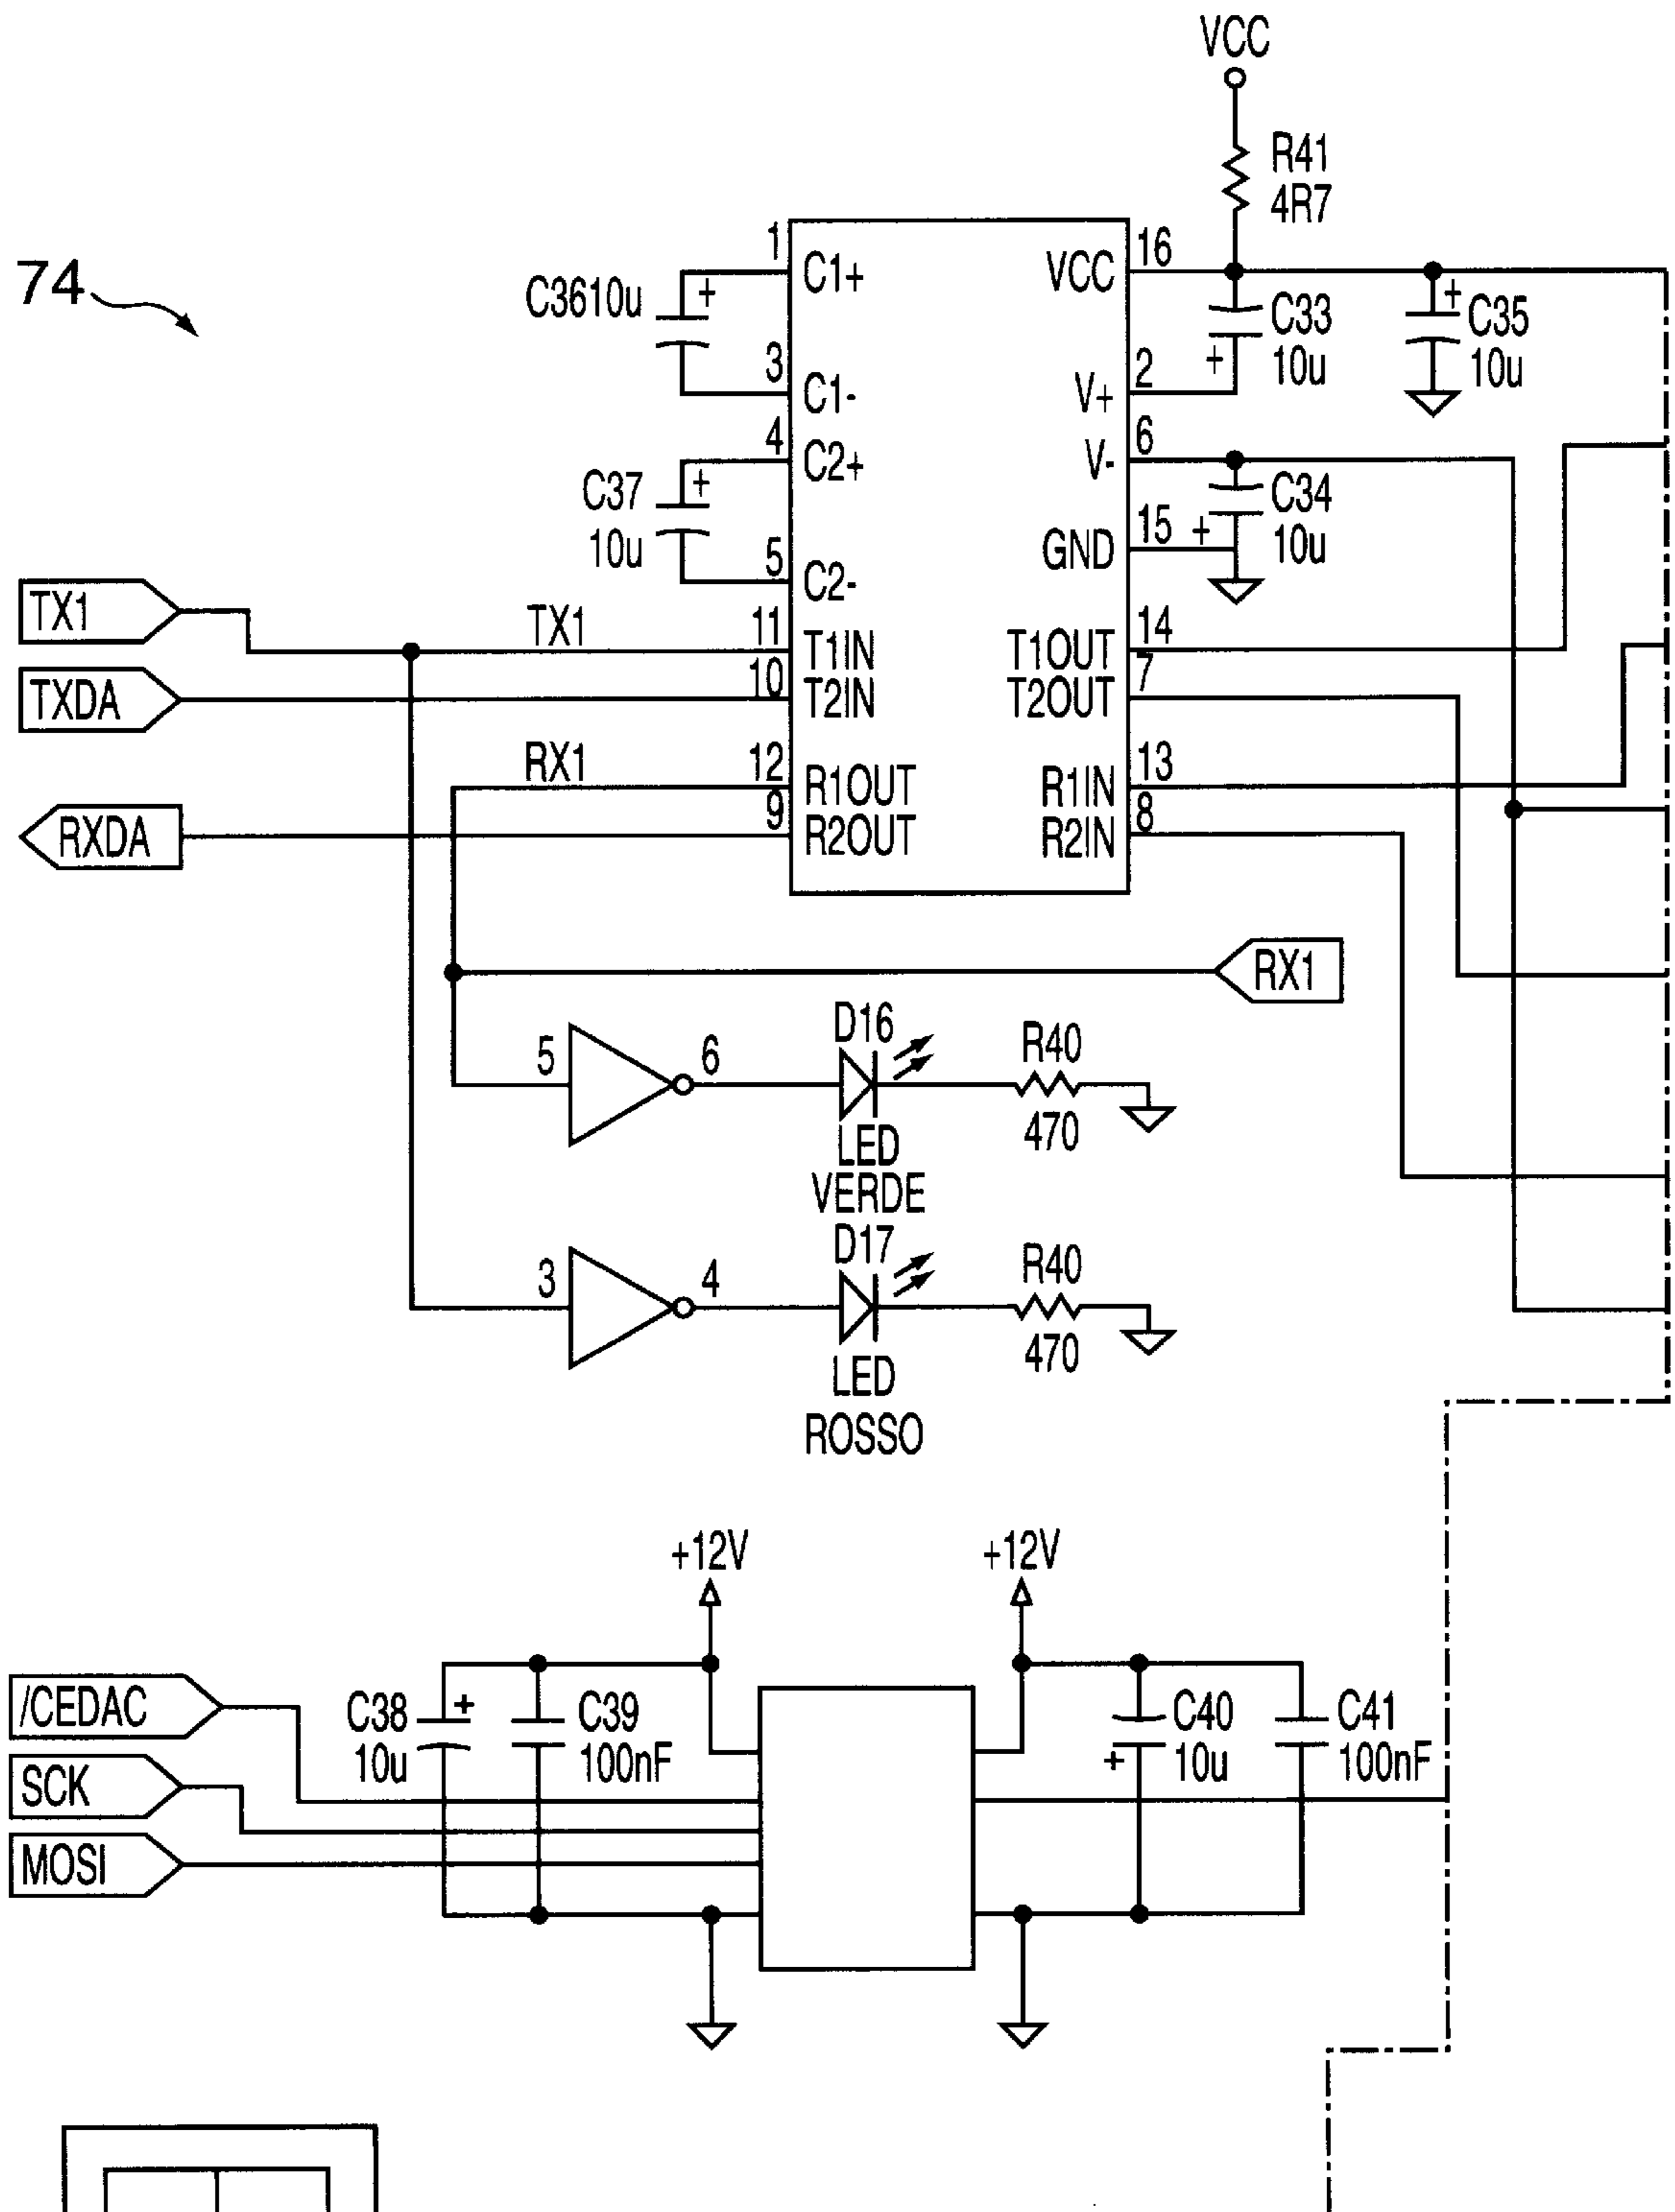 VCC
R41
4R7
74
1
C1+
VCC
16
C3610u
+
C33
10u
+
+
C35
10u
3
C1-
V+
2
4
C2+
V-
6
C37
10u
+
C34
10u
+
GND
15
5
C2-
TX1
TX1
11
T1IN
T1OUT
14
TXDA
10
T2IN
T2OUT
7
RX1
12
R1OUT
R1IN
13
RXDA
9
R2OUT
R2IN
8
RX1
5
6
D16
LED
VERDE
R40
470
3
4
D17
LED
ROSSO
R40
470
+12V
+12V
/CEDAC
C38
10u
+
C39
100nF
C40
10u
+
C41
100nF
SCK
MOSI